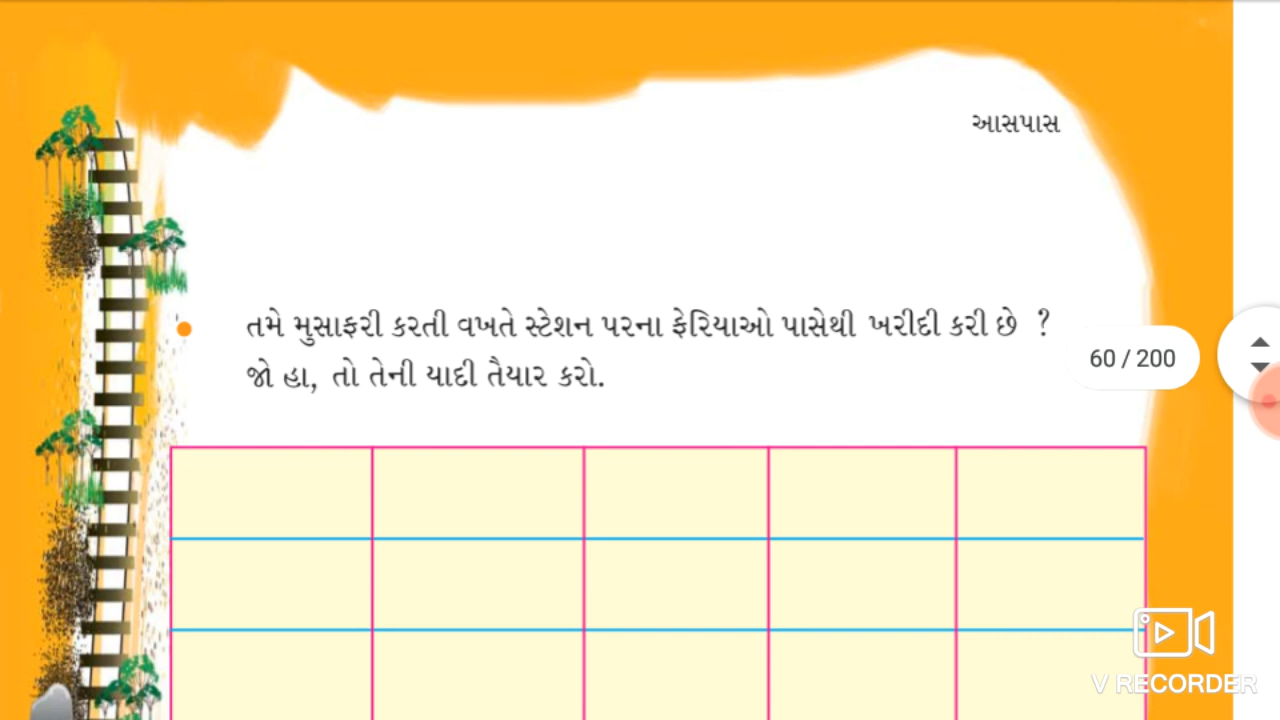 આસપાસ
તમે મુસાફરી કરતી વખતે સ્ટેશન પરના ફેરિયાઓ પાસેથી ખરીદી કરી છે ?
જો હા, તો તેની યાદી તૈયાર કરો.
60 / 200
V RECORDER